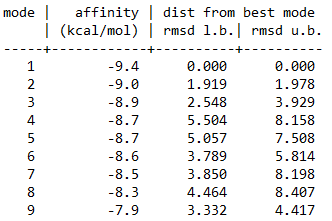 mode |   affinity | dist from best mode
     | (kcal/mol) | rmsd l.b.| rmsd u.b.
-----+------------+----------+----------
   1         -9.4      0.000      0.000
   2         -9.0      1.919      1.978
   3         -8.9      2.548      3.929
   4         -8.7      5.504      8.158
   5         -8.7      5.057      7.508
   6         -8.6      3.789      5.814
   7         -8.5      3.850      8.198
   8         -8.3      4.464      8.407
   9         -7.9      3.332      4.417